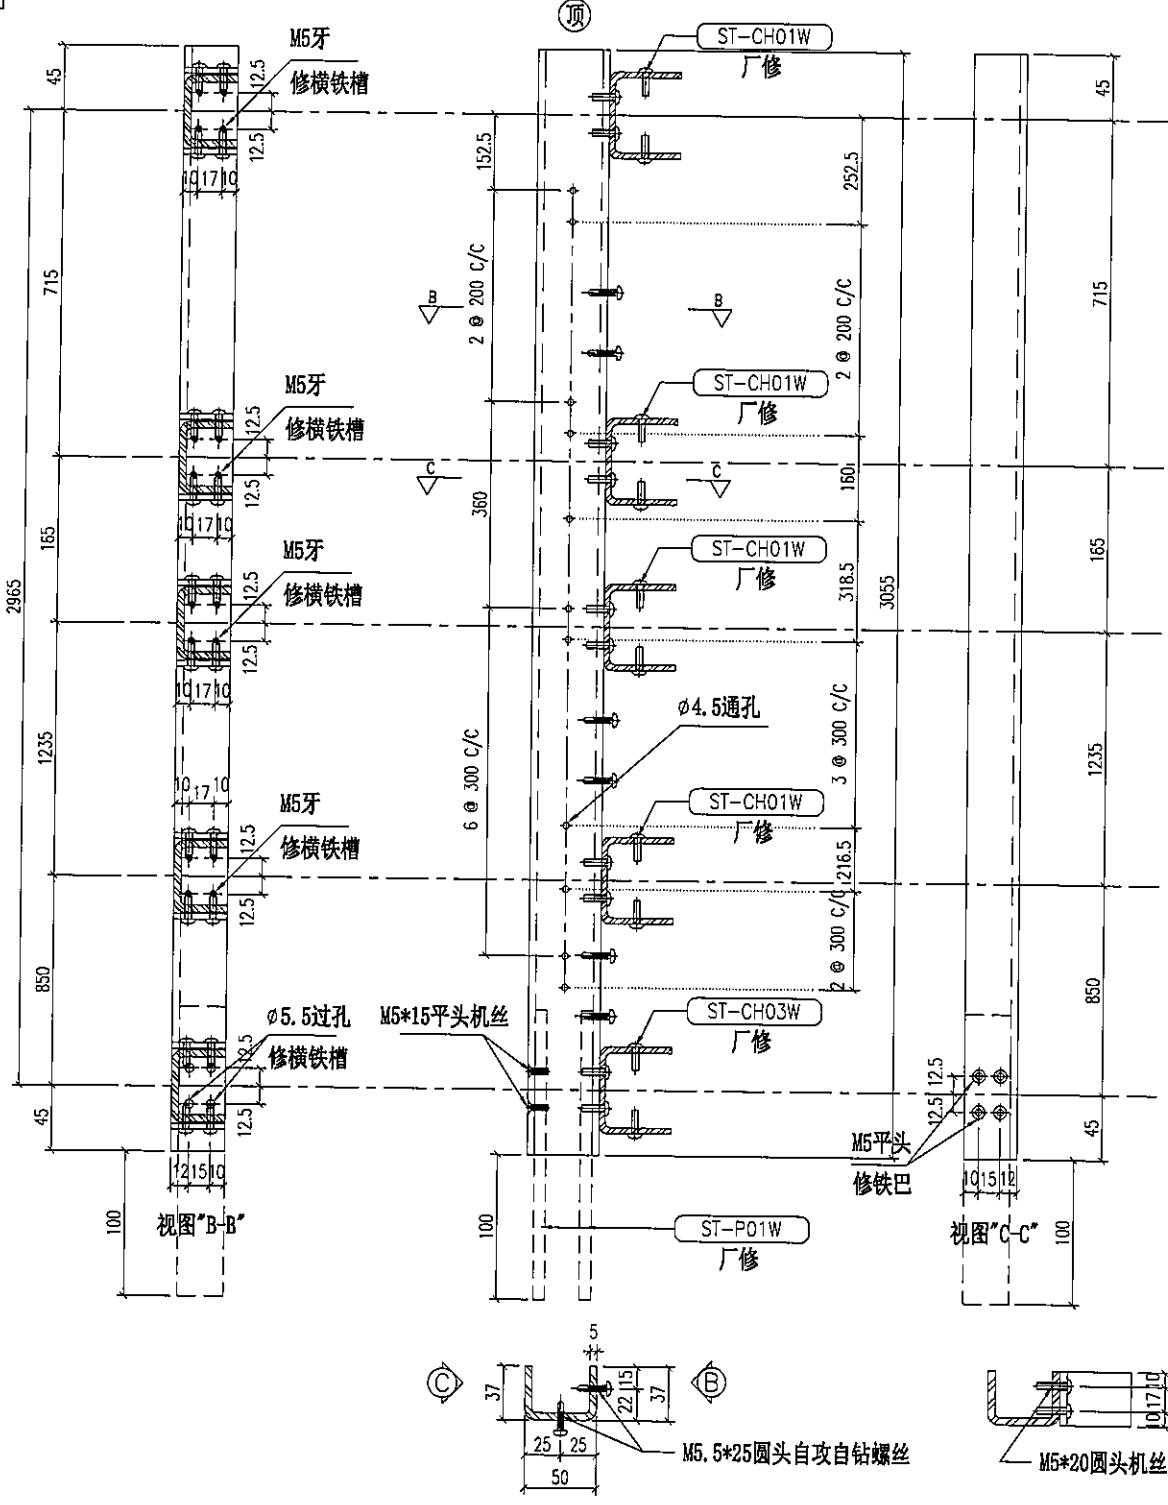 顶
M5牙
修横铁槽
ST-CH01W
厂修
45
12.5
12.5
10 17 10
152.5
252.5
45
715
2 @ 200 C/C
B
B
2 @ 200 C/C
715
M5牙
修横铁槽
ST-CH01W
厂修
12.5
12.5
10 17 10
C
C
165
360
160
165
M5牙
修横铁槽
ST-CH01W
厂修
2965
12.5
12.5
10 17 10
318.5
3055
1235
6 @ 300 C/C
ø4.5通孔
3 @ 300 C/C
1235
10 17 10
M5牙
修横铁槽
ST-CH01W
厂修
12.5
12.5
216.5
850
2 @ 300 C/C
850
ø5.5过孔
修横铁槽
M5*15平头机丝
ST-CH03W
厂修
12.5
12.5
45
12.5
12.5
45
M5平头
修铁巴
12 15 10
10 15 12
100
视图"B-B"
100
ST-P01W
厂修
视图"C-C"
100
5
C
37
22 15
37
B
25 25
50
M5.5*25圆头自攻自钻螺丝
10 17 10
M5*20圆头机丝